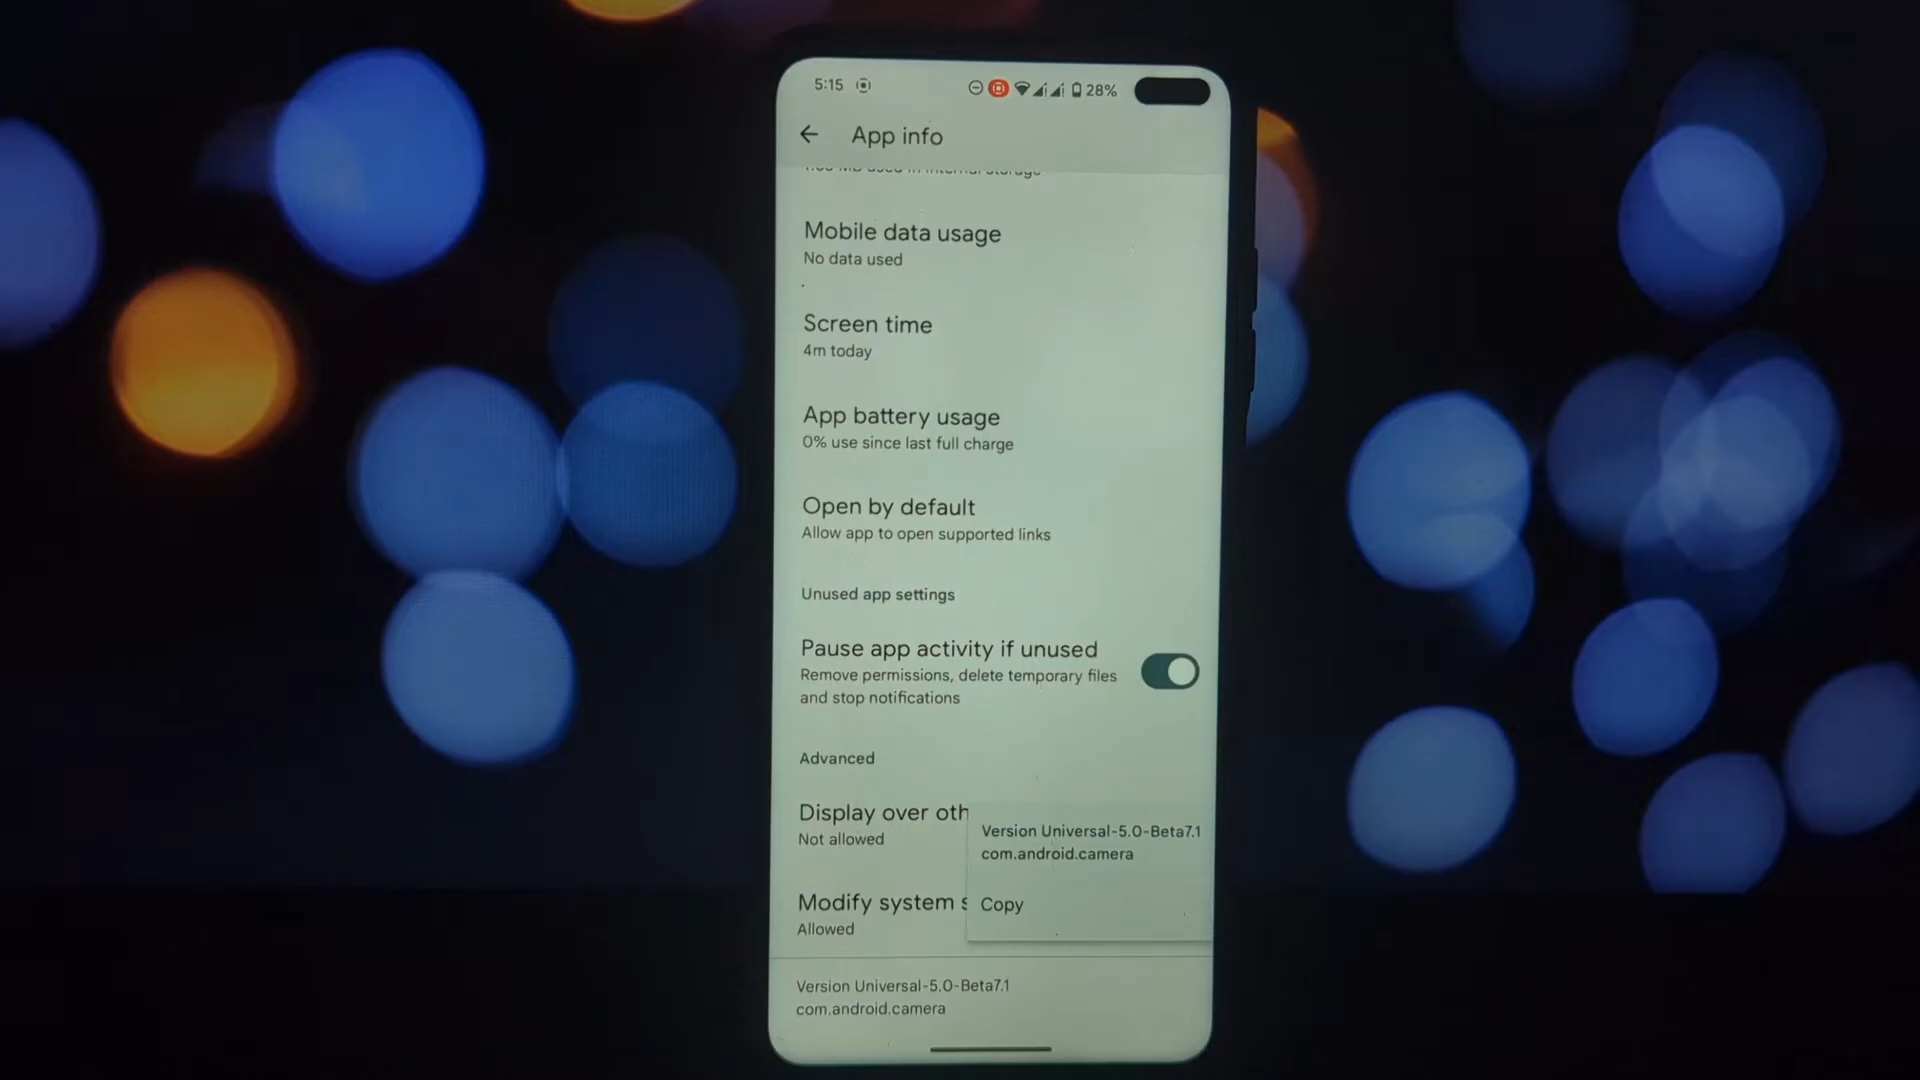 5:15 28%
App info
Mobile data usage
No data used
Screen time
4m today
App battery usage
0% use since last full charge
Open by default
Allow app to open supported links
Unused app settings
Pause app activity if unused
Remove permissions, delete temporary files
and stop notifications
Advanced
Display over oth
Not allowed
Version Universal-5.0-Beta7.1
com.android.camera
Copy
Modify system s
Allowed
Version Universal-5.0-Beta7.1
com.android.camera